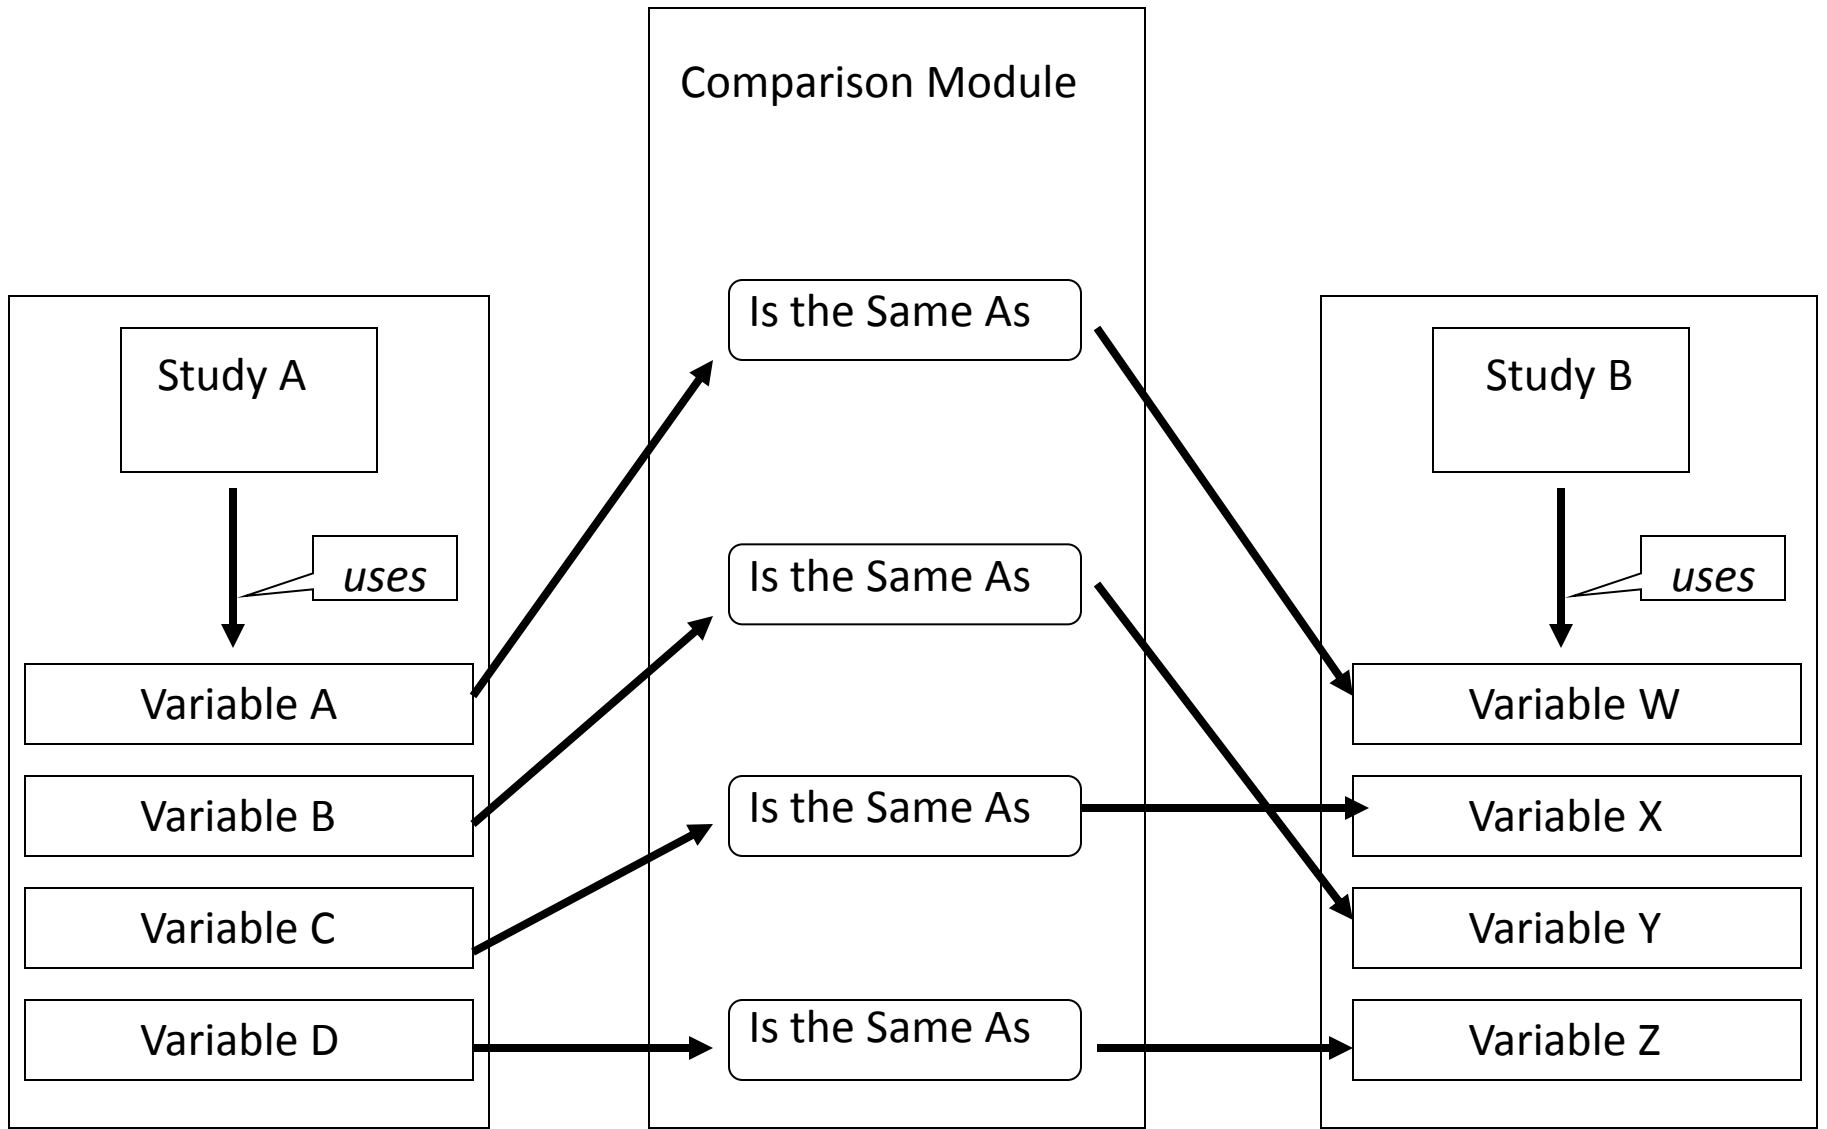 Comparison Module
Is the Same As
Is the Same As
Is the Same As
Is the Same As
Study A
uses
Variable A
Variable B
Variable C
Variable D
Study B
uses
Variable W
Variable X
Variable Y
Variable Z